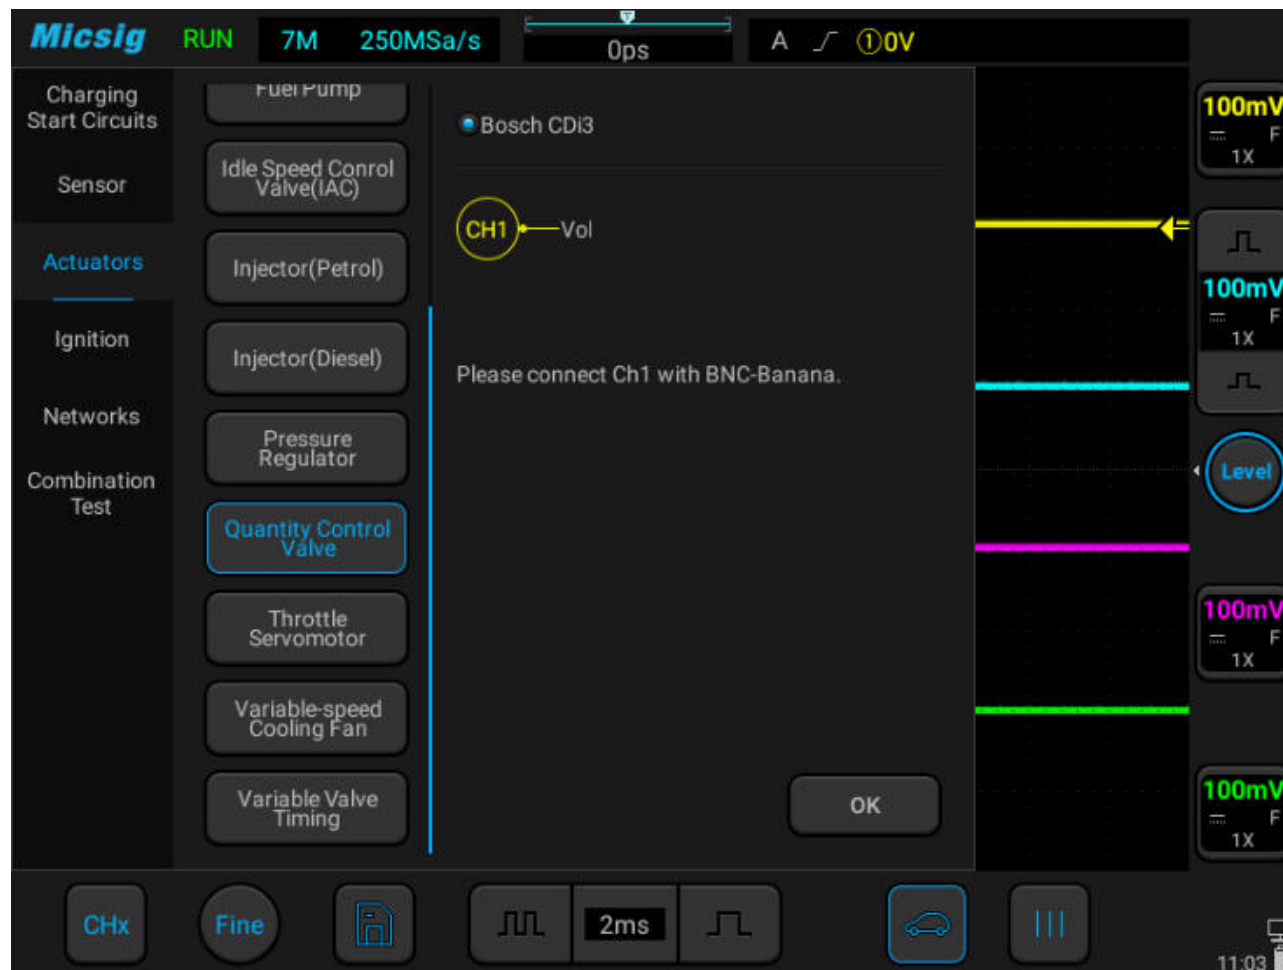 Micsig
RUN
7M
250MSa/s
T
0ps
A
①0V
Charging
Start Circuits
Sensor
Actuators
Ignition
Networks
Combination
Test
Fuel Pump
Idle Speed Conrol
Valve(IAC)
Injector(Petrol)
Injector(Diesel)
Pressure
Regulator
Quantity Control
Valve
Throttle
Servomotor
Variable-speed
Cooling Fan
Variable Valve
Timing
Bosch CDi3
CH1
Vol
Please connect Ch1 with BNC-Banana.
OK
100mV
F
1X
100mV
F
1X
Level
100mV
F
1X
100mV
F
1X
CHx
Fine
2ms
11:03